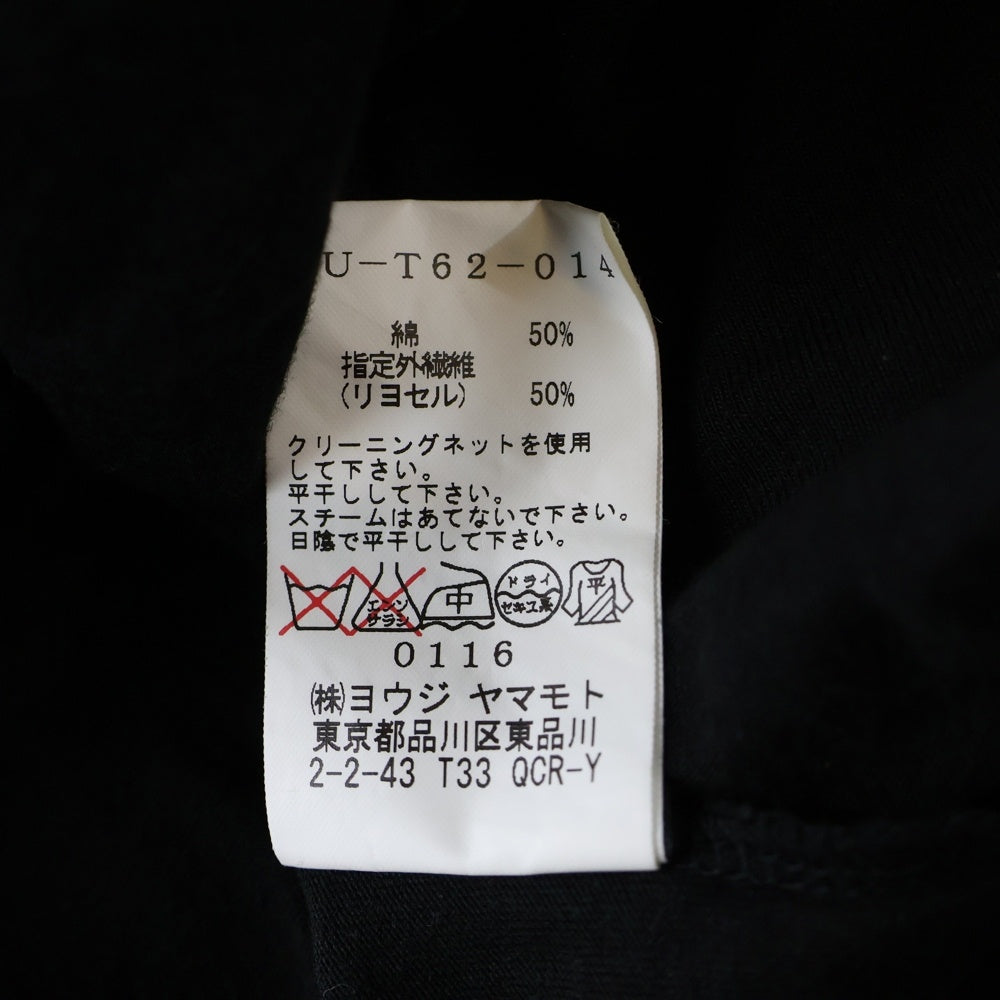 U-T62-014
綿 50%
指定外繊維
(リヨセル) 50%
クリーニングネットを使用
して下さい。
平干しして下さい。
スチームはあてないで下さい。
日陰で平干しして下さい。
エンソ
サラシ
中
ドライ
セキユ系
平
0116
(株)ヨウジ ヤマモト
東京都品川区東品川
2-2-43 T33 QCR-Y